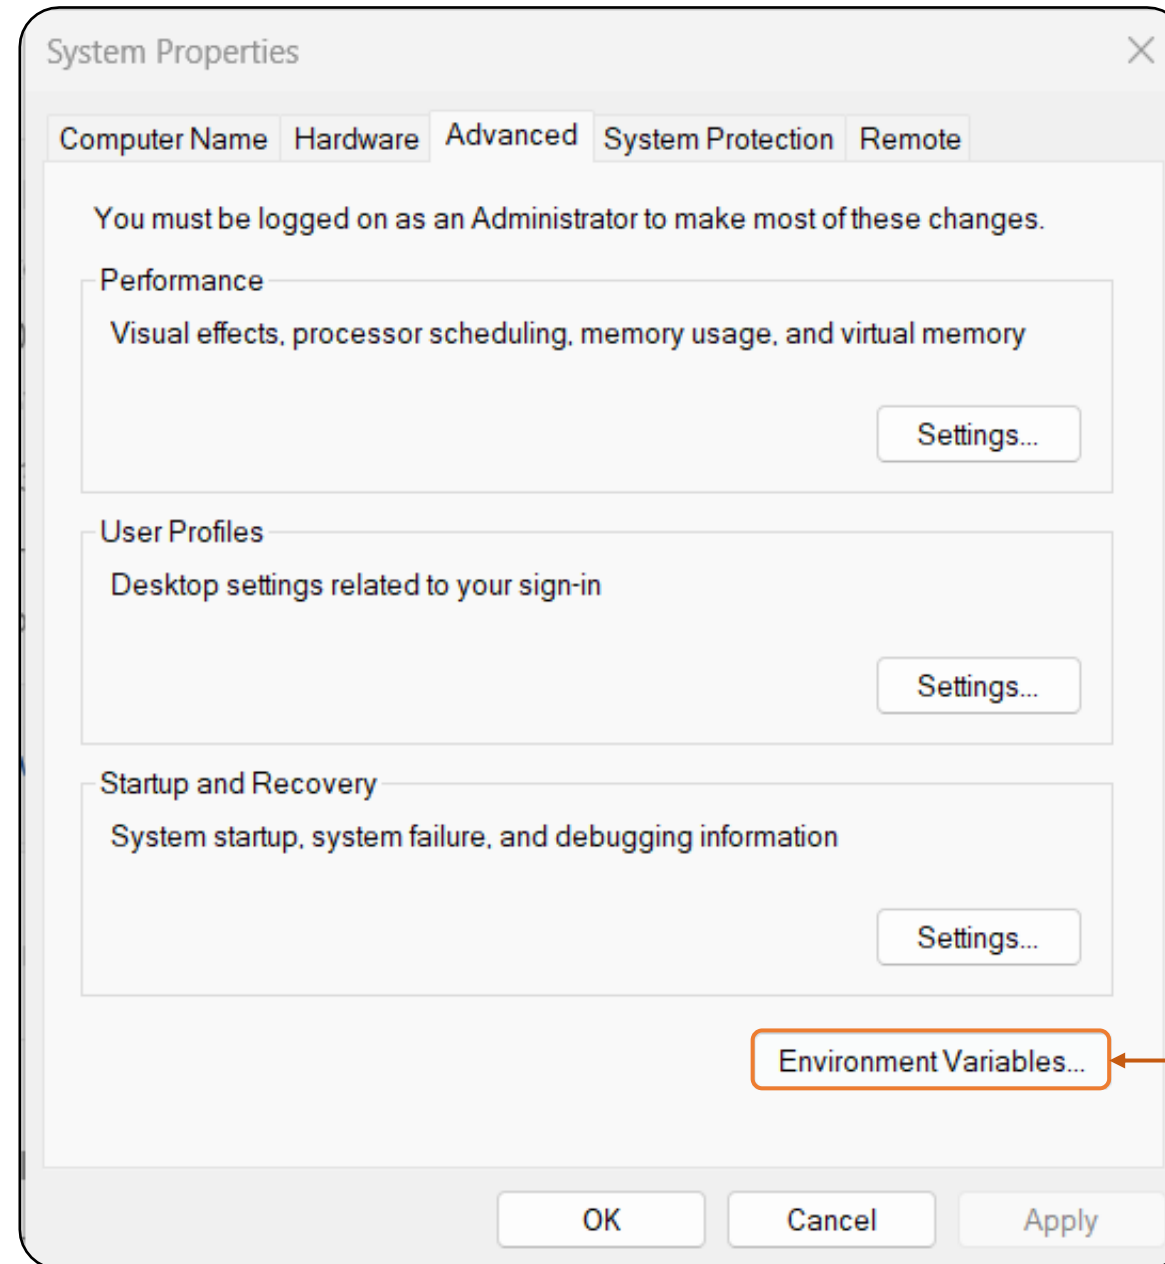 System Properties
Computer Name Hardware Advanced System Protection Remote
You must be logged on as an Administrator to make most of these changes.
Performance
Visual effects, processor scheduling, memory usage, and virtual memory
Settings...
User Profiles
Desktop settings related to your sign-in
Settings...
Startup and Recovery
System startup, system failure, and debugging information
Settings...
Environment Variables...
OK Cancel Apply